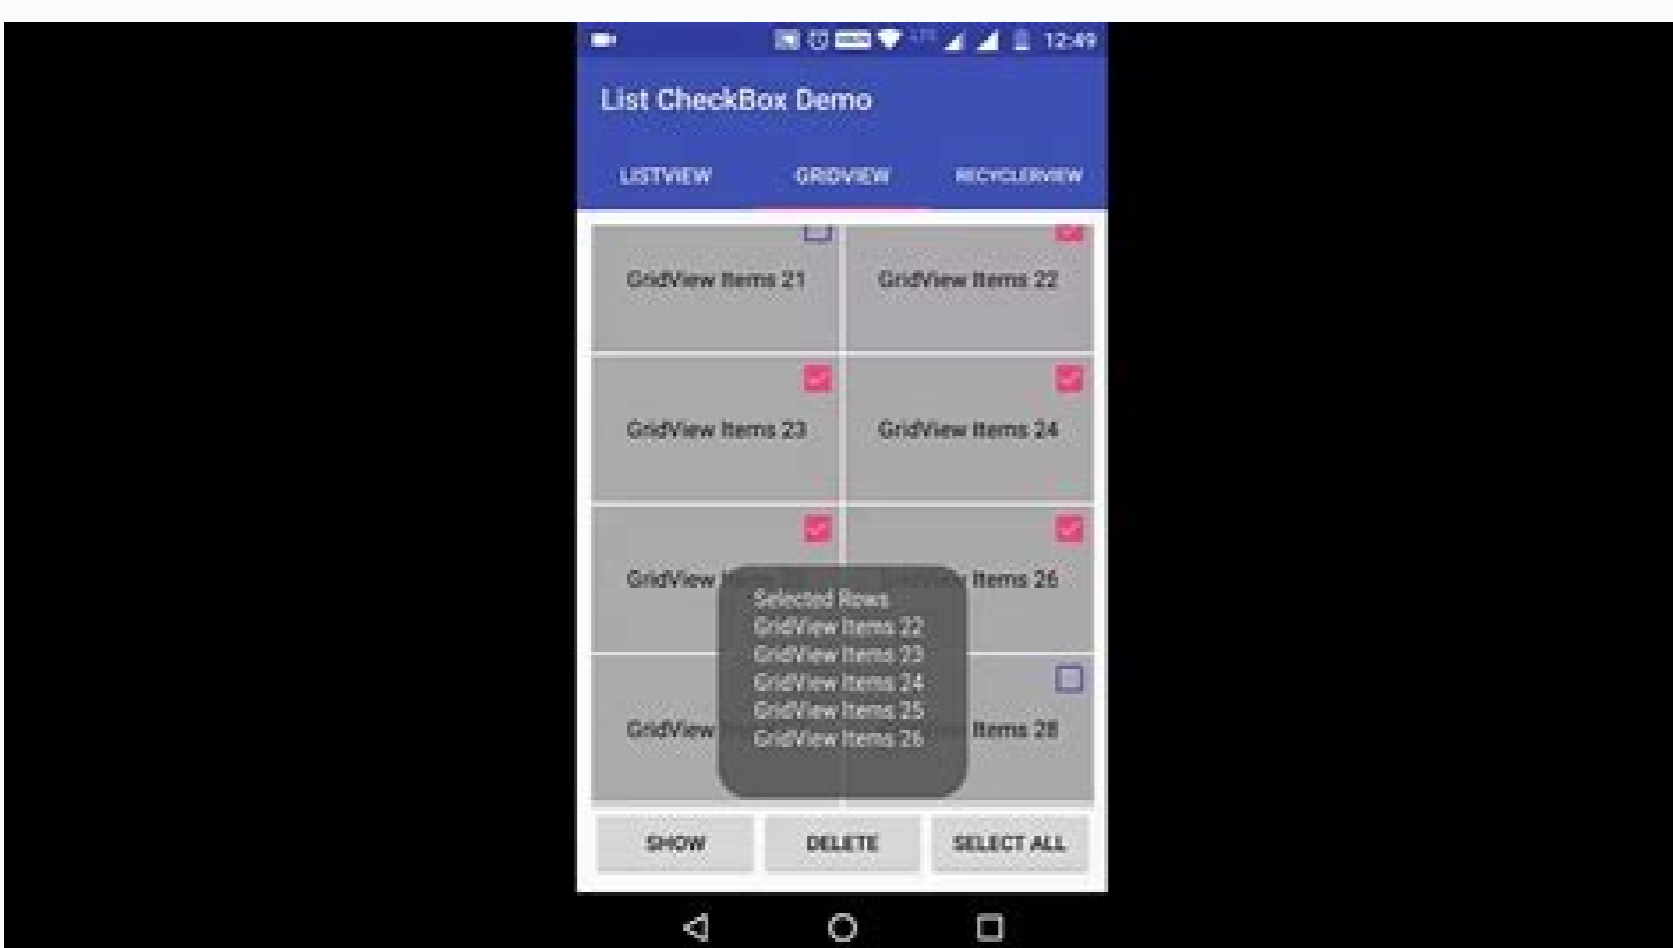 12:49
List CheckBox Demo
LISTVIEW GRIDVIEW RECYCLERVIEW
GridView Items 21 GridView Items 22
GridView Items 23 GridView Items 24
GridView Items 26
Selected Rows
GridView Items 22
GridView Items 23
GridView Items 24
GridView Items 25
GridView Items 26
GridView Items 28
SHOW DELETE SELECT ALL